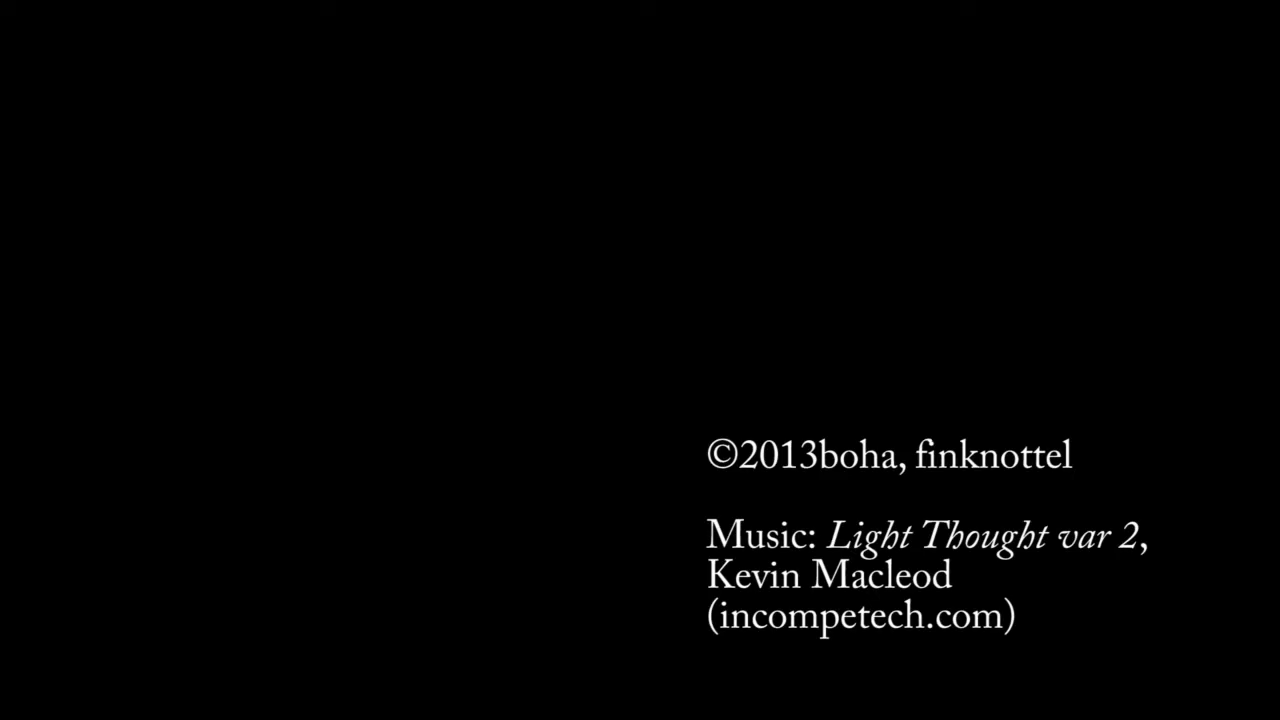 ©2013boha, finknottel
Music: Light Thought var 2,
Kevin Macleod
(incompetech.com)